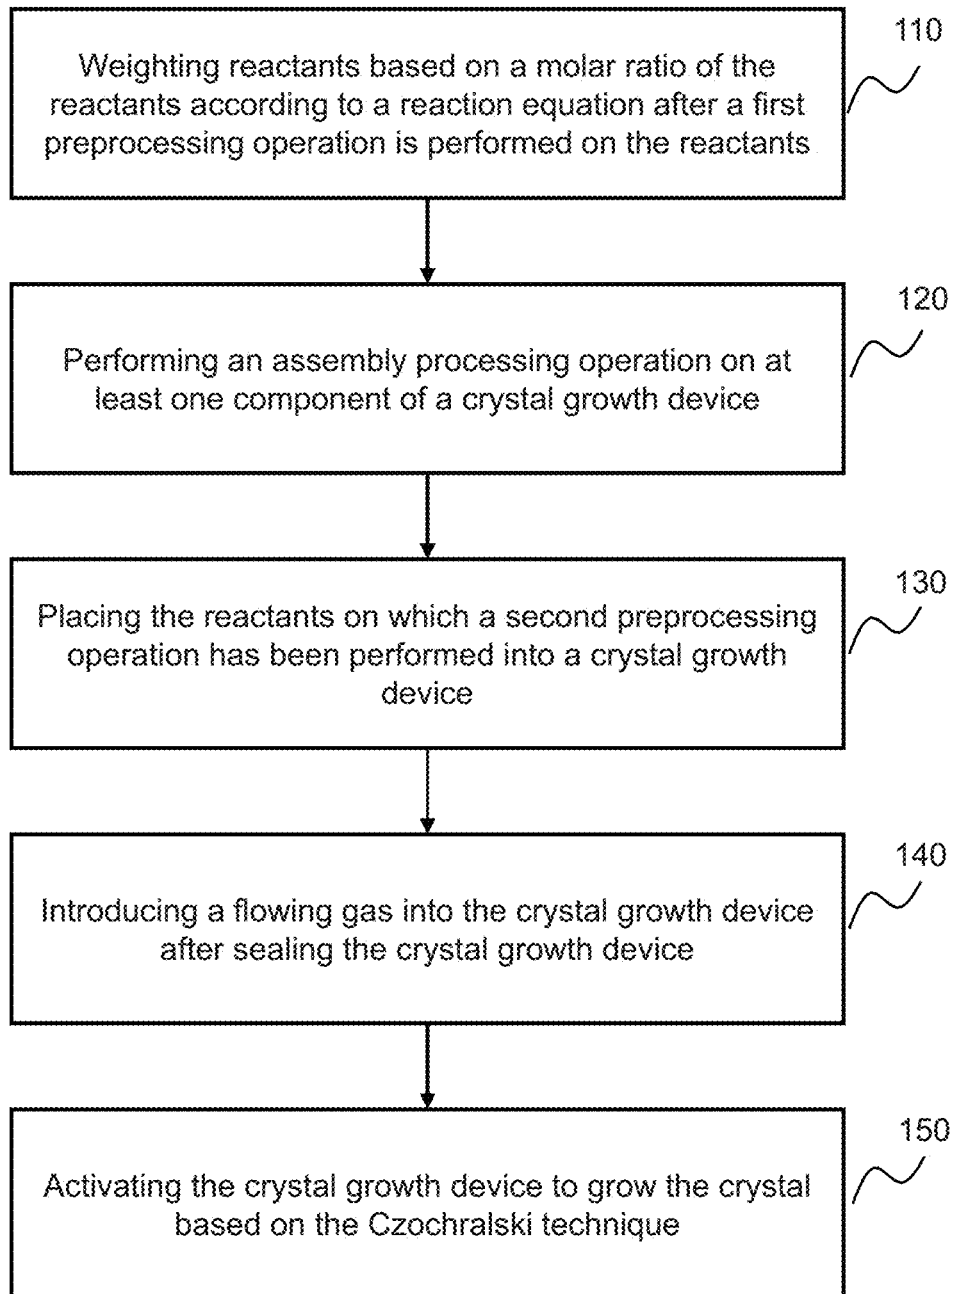 110
Weighting reactants based on a molar ratio of the
reactants according to a reaction equation after a first
preprocessing operation is performed on the reactants
120
Performing an assembly processing operation on at
least one component of a crystal growth device
130
Placing the reactants on which a second preprocessing
operation has been performed into a crystal growth
device
140
Introducing a flowing gas into the crystal growth device
after sealing the crystal growth device
150
Activating the crystal growth device to grow the crystal
based on the Czochralski technique